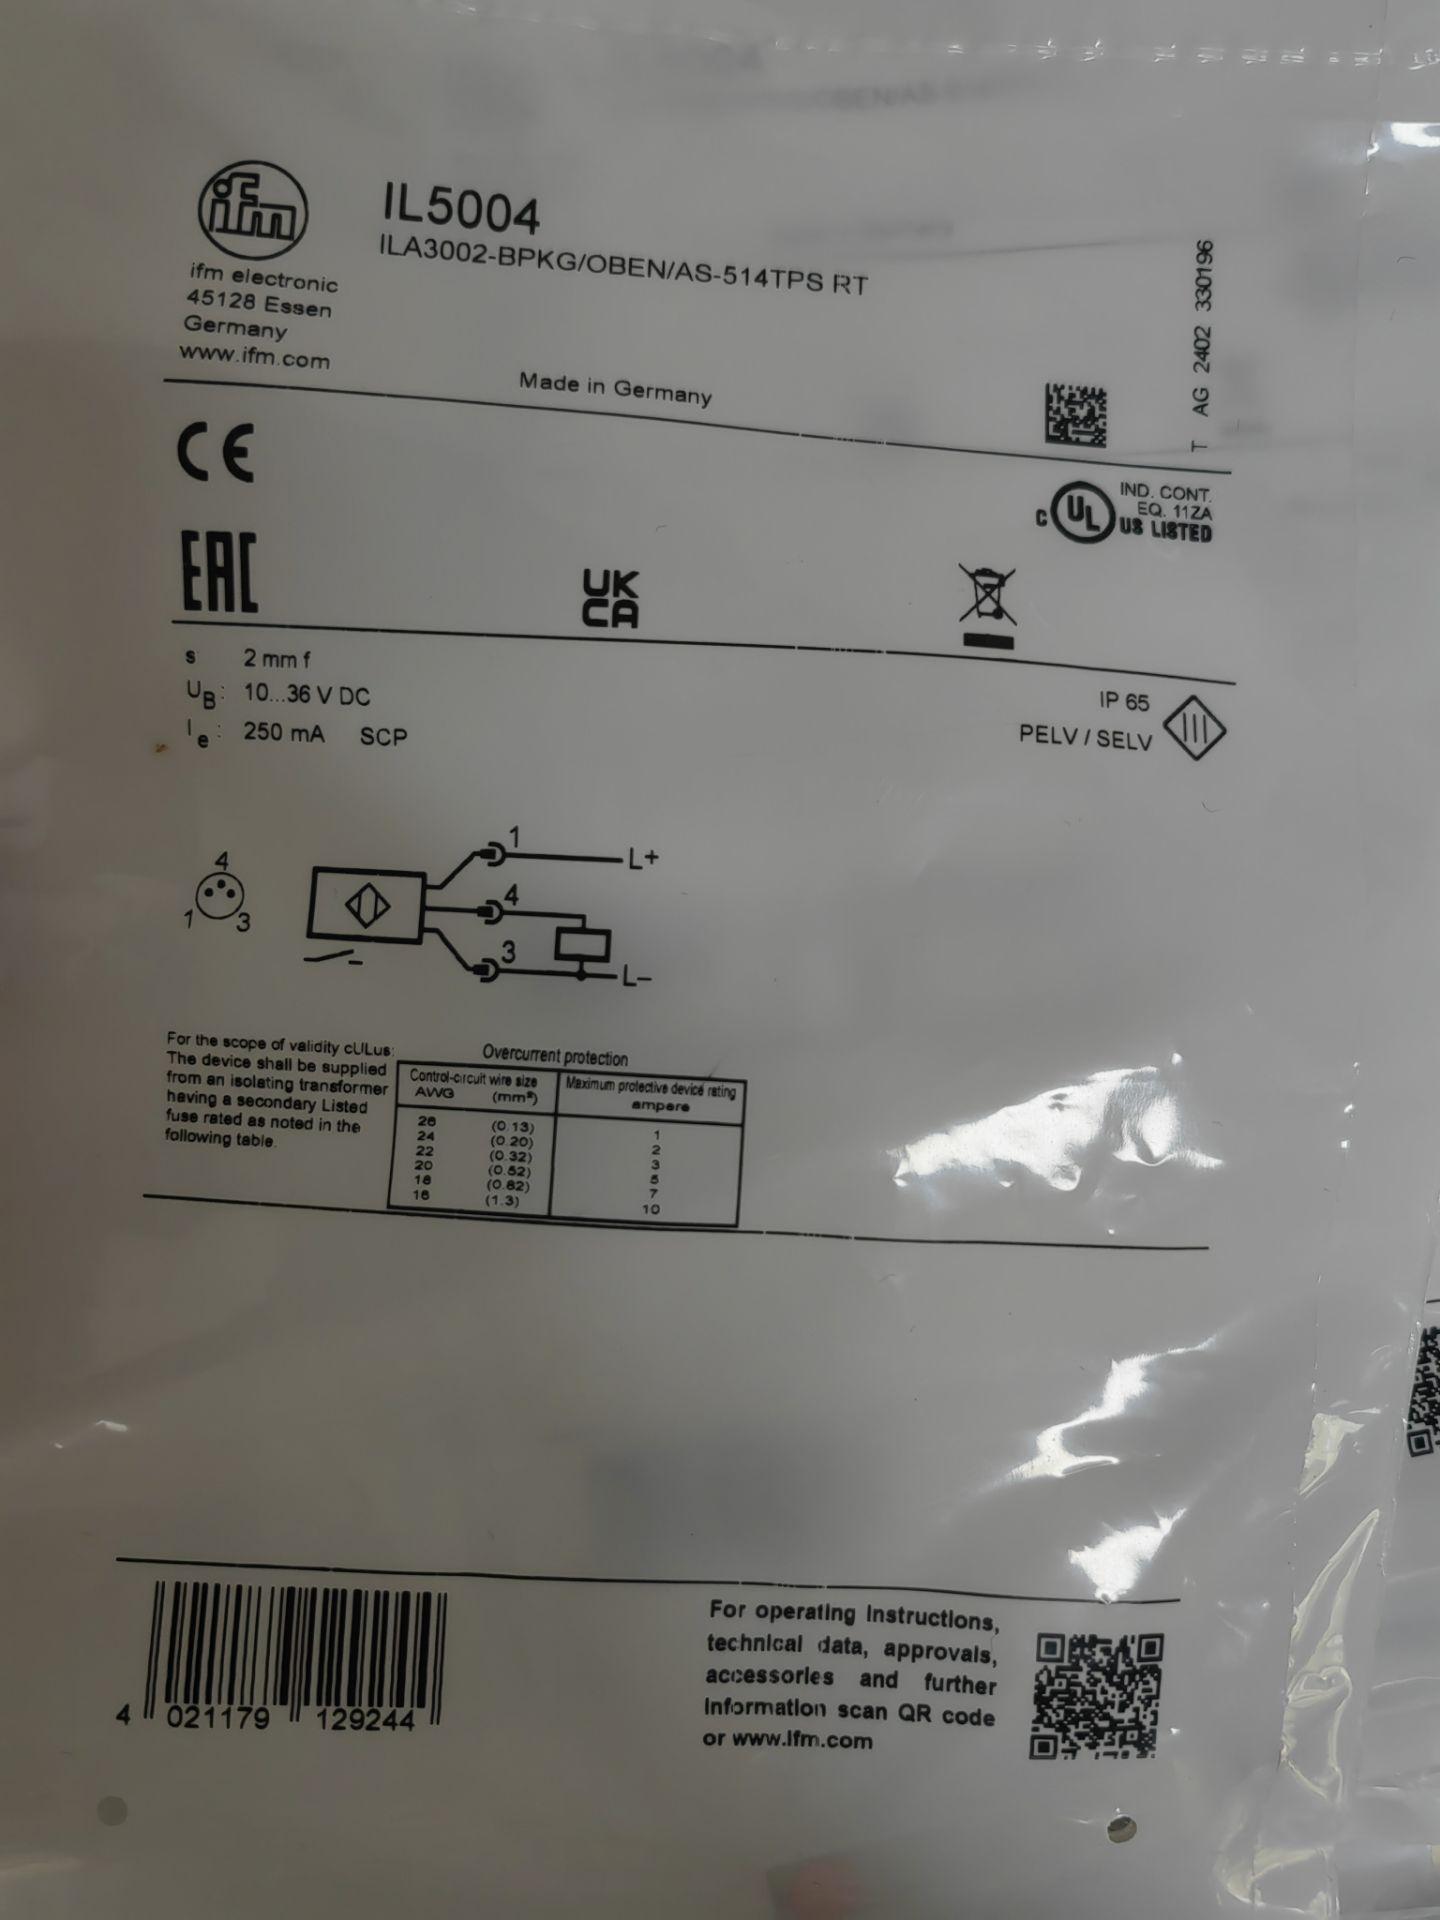 ifm
IL5004
ILA3002-BPKG/OBEN/AS-514TPS RT
ifm electronic
45128 Essen
Germany
www.ifm.com
Made in Germany
T AG 2402 330196
CE
C UL US LISTED
IND. CONT.
EQ. 11ZA
EAC
UK
CA
s 2 mm f
UB: 10...36 V DC
Ie: 250 mA SCP
IP 65
PELV / SELV
III
4
1 3
1 L+
4
3 L–
For the scope of validity cULus:
The device shall be supplied
from an isolating transformer
having a secondary Listed
fuse rated as noted in the
following table.
Overcurrent protection
Control-circuit wire size Maximum protective device rating
AWG (mm²) ampere
26 (0.13) 1
24 (0.20) 2
22 (0.32) 3
20 (0.52) 5
18 (0.82) 7
16 (1.3) 10
4 021179 129244
For operating instructions,
technical data, approvals,
accessories and further
information scan QR code
or www.ifm.com